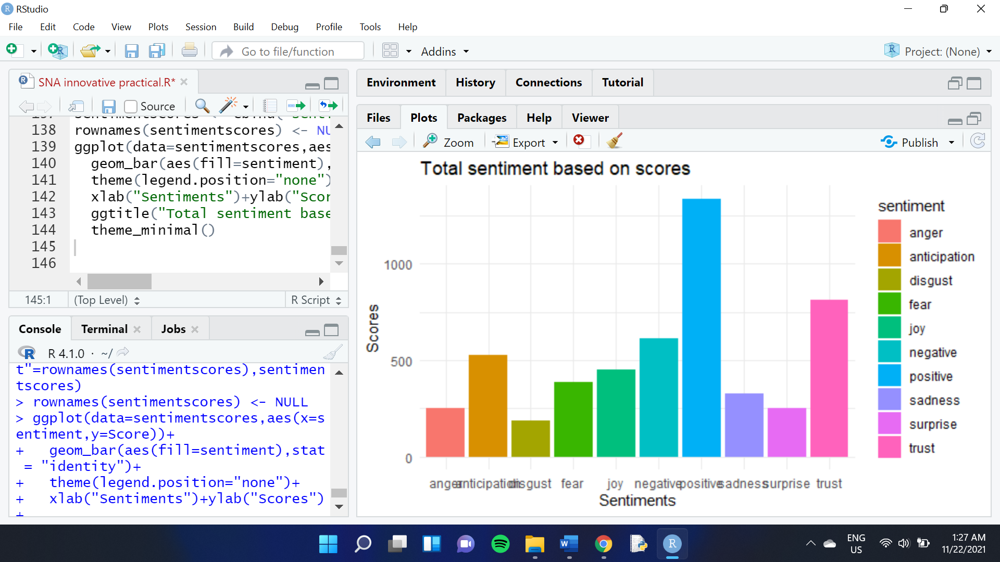 RStudio
File Edit Code View Plots Session Build Debug Profile Tools Help
Go to file/function
Addins
Project: (None)
SNA innovative practical.R*
Source
138 rownames(sentimentscores) <- NU
139 ggplot(data=sentimentscores,aes
140   geom_bar(aes(fill=sentiment),
141   theme(legend.position="none")
142   xlab("Sentiments")+ylab("Scor
143   ggtitle("Total sentiment base
144   theme_minimal()
145
146
145:1 (Top Level) R Script
Console Terminal Jobs
R 4.1.0 · ~/
t"=rownames(sentimentscores),sentimen
tscores)
> rownames(sentimentscores) <- NULL
> ggplot(data=sentimentscores,aes(x=s
entiment,y=Score))+
+   geom_bar(aes(fill=sentiment),stat
 = "identity")+
+   theme(legend.position="none")+
+   xlab("Sentiments")+ylab("Scores")
+
Environment History Connections Tutorial
Files Plots Packages Help Viewer
Zoom Export Publish
Total sentiment based on scores
Scores
1000
500
0
anger anticipation disgust fear joy negative positive sadness surprise trust
Sentiments
sentiment
anger
anticipation
disgust
fear
joy
negative
positive
sadness
surprise
trust
ENG
US
1:27 AM
11/22/2021